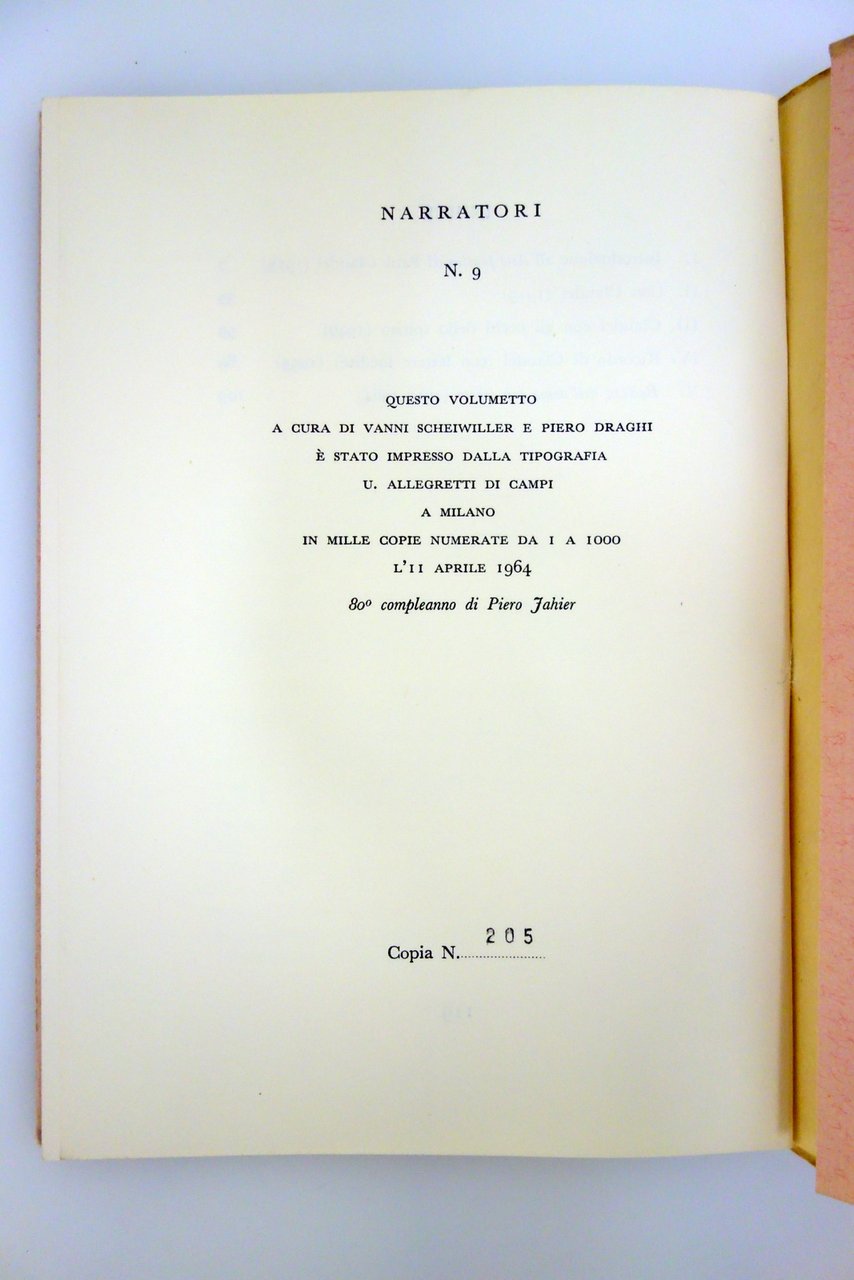 NARRATORI
N. 9
QUESTO VOLUMETTO
A CURA DI VANNI SCHEIWILLER E PIERO DRAGHI
È STATO IMPRESSO DALLA TIPOGRAFIA
U. ALLEGRETTI DI CAMPI
A MILANO
IN MILLE COPIE NUMERATE DA 1 A 1000
L'11 APRILE 1964
80º compleanno di Piero Jahier
Copia N. 205